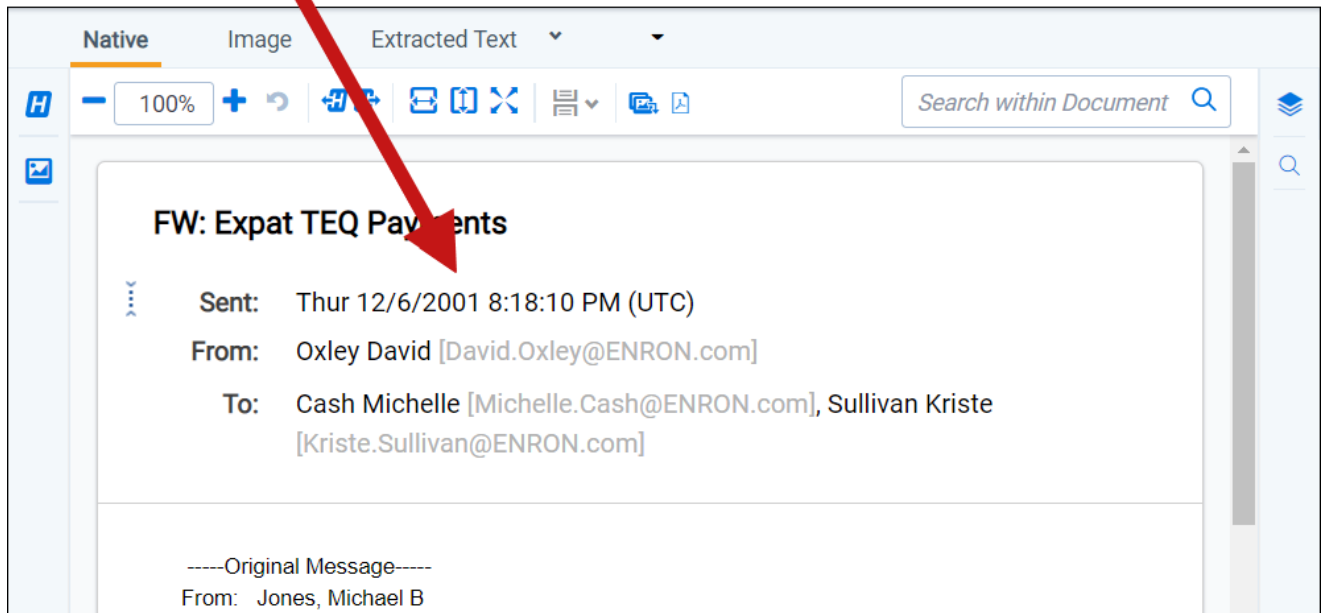 Native Image Extracted Text
100% Search within Document
FW: Expat TEQ Payments
Sent: Thur 12/6/2001 8:18:10 PM (UTC)
From: Oxley David [David.Oxley@ENRON.com]
To: Cash Michelle [Michelle.Cash@ENRON.com], Sullivan Kriste
[Kriste.Sullivan@ENRON.com]
-----Original Message-----
From: Jones, Michael B